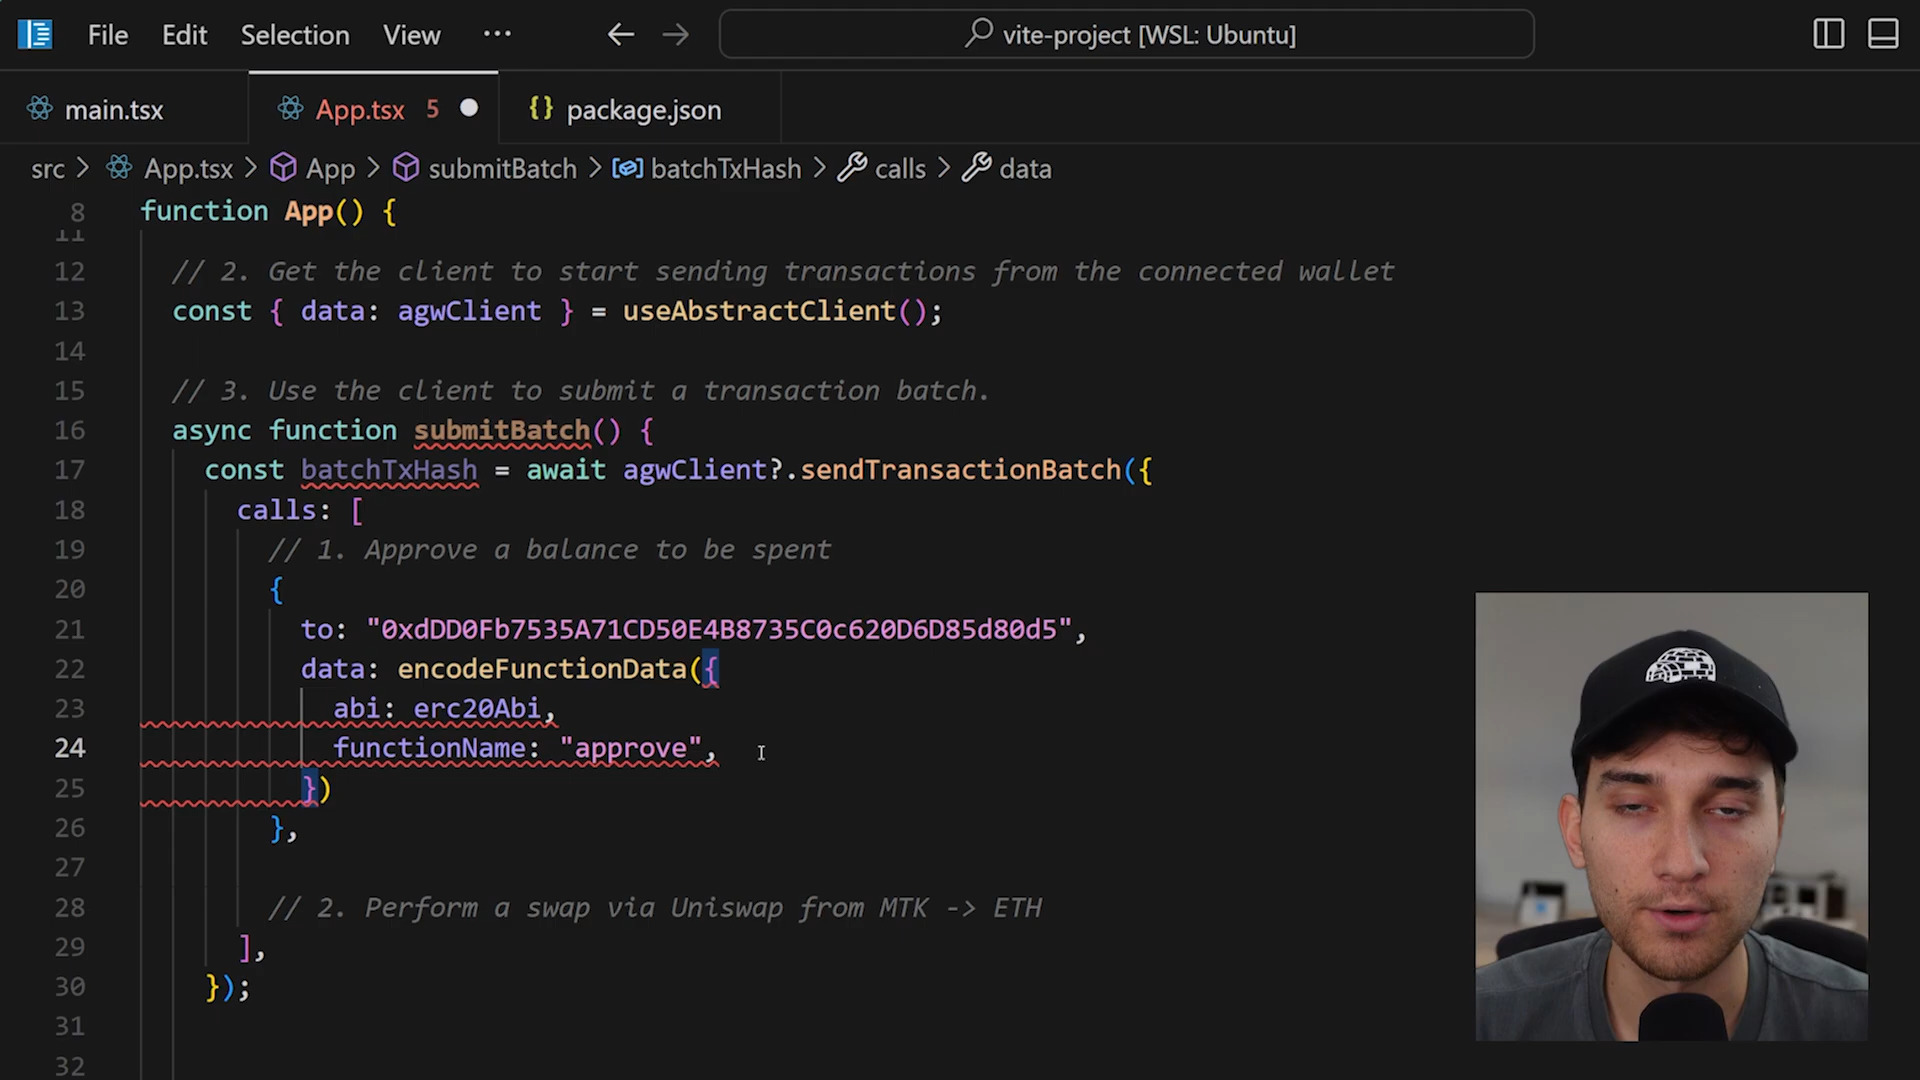 File Edit Selection View ··· vite-project [WSL: Ubuntu]
main.tsx App.tsx 5 {} package.json
src > App.tsx > App > submitBatch > batchTxHash > calls > data
8 function App() {
11
12 // 2. Get the client to start sending transactions from the connected wallet
13 const { data: agwClient } = useAbstractClient();
14
15 // 3. Use the client to submit a transaction batch.
16 async function submitBatch() {
17 const batchTxHash = await agwClient?.sendTransactionBatch({
18 calls: [
19 // 1. Approve a balance to be spent
20 {
21 to: "0xdDD0Fb7535A71CD50E4B8735C0c620D6D85d80d5",
22 data: encodeFunctionData({
23 abi: erc20Abi,
24 functionName: "approve",
25 })
26 },
27
28 // 2. Perform a swap via Uniswap from MTK -> ETH
29 ],
30 });
31
32